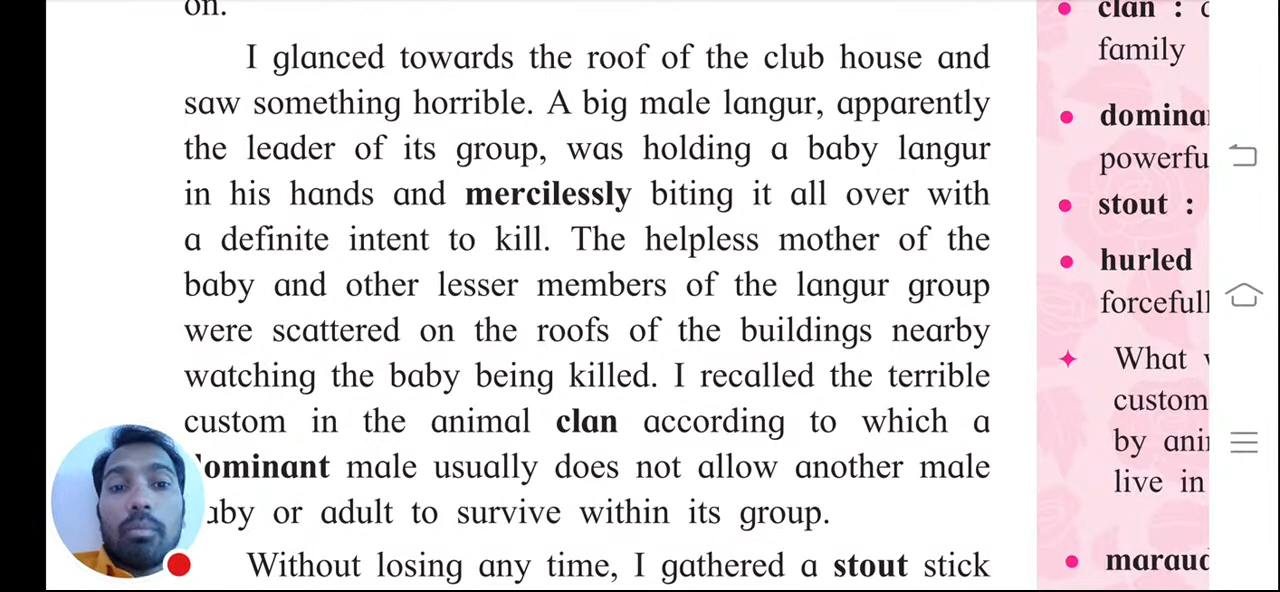 on.
I glanced towards the roof of the club house and
saw something horrible. A big male langur, apparently
the leader of its group, was holding a baby langur
in his hands and mercilessly biting it all over with
a definite intent to kill. The helpless mother of the
baby and other lesser members of the langur group
were scattered on the roofs of the buildings nearby
watching the baby being killed. I recalled the terrible
custom in the animal clan according to which a
dominant male usually does not allow another male
baby or adult to survive within its group.
Without losing any time, I gathered a stout stick
clan :
family
stout :
hurled
What
custom
live in